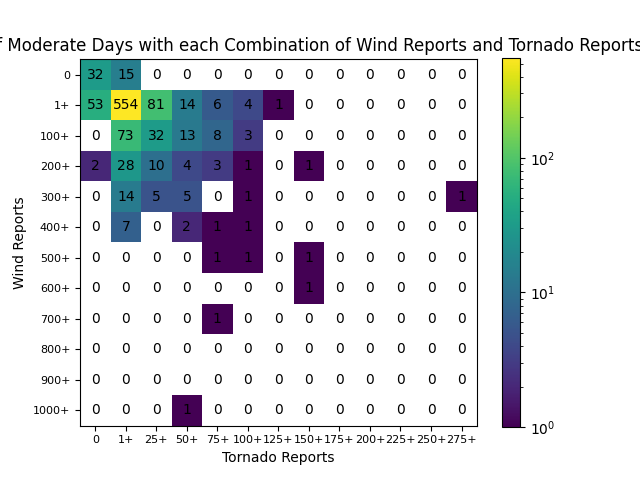 Moderate Days with each Combination of Wind Reports and Tornado Reports
0 32 15 0 0 0 0 0 0 0 0 0 0 0
1+ 53 554 81 14 6 4 1 0 0 0 0 0 0
100+ 0 73 32 13 8 3 0 0 0 0 0 0 0
200+ 2 28 10 4 3 1 0 1 0 0 0 0 0
300+ 0 14 5 5 0 1 0 0 0 0 0 0 1
400+ 0 7 0 2 1 1 0 0 0 0 0 0 0
500+ 0 0 0 0 1 1 0 1 0 0 0 0 0
600+ 0 0 0 0 0 0 0 1 0 0 0 0 0
700+ 0 0 0 0 1 0 0 0 0 0 0 0 0
800+ 0 0 0 0 0 0 0 0 0 0 0 0 0
900+ 0 0 0 0 0 0 0 0 0 0 0 0 0
1000+ 0 0 0 1 0 0 0 0 0 0 0 0 0
0 1+ 25+ 50+ 75+ 100+ 125+ 150+ 175+ 200+ 225+ 250+ 275+
Tornado Reports
Wind Reports
10²
10¹
10⁰